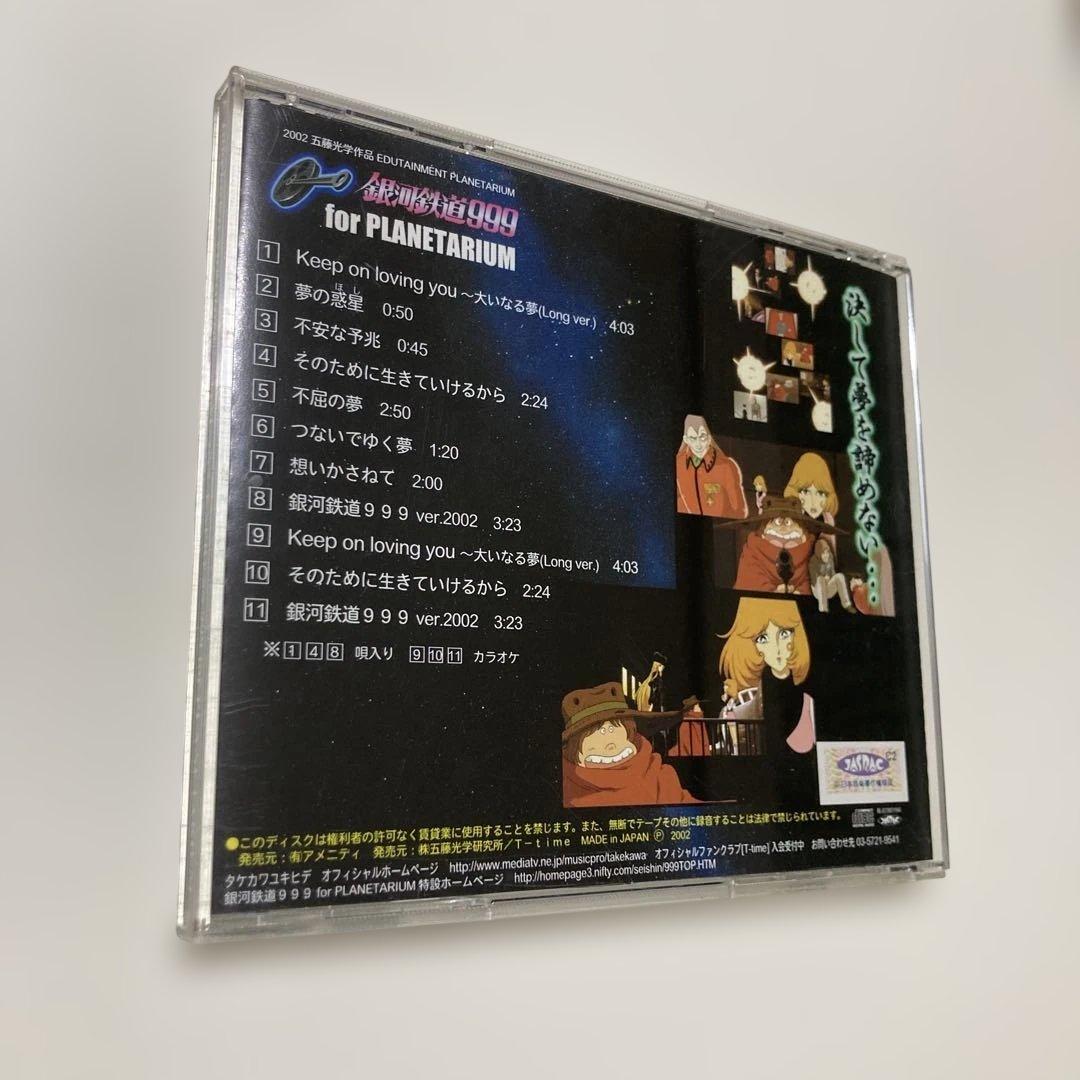 2002 五藤光学作品 EDUTAINMENT PLANETARIUM
銀河鉄道999
for PLANETARIUM
1 Keep on loving you ～大いなる夢(Long ver.) 4:03
ほし
2 夢の惑星 0:50
3 不安な予兆 0:45
4 そのために生きていけるから 2:24
5 不屈の夢 2:50
6 つないでゆく夢 1:20
7 想いかさねて 2:00
8 銀河鉄道９９９ ver.2002 3:23
9 Keep on loving you ～大いなる夢(Long ver.) 4:03
10 そのために生きていけるから 2:24
11 銀河鉄道９９９ ver.2002 3:23
※1 4 8 唄入り 9 10 11 カラオケ
決して夢を諦めない・・・
JASRAC
●このディスクは権利者の許可なく賃貸業に使用することを禁じます。また、無断でテープその他に録音することは法律で禁じられています。
発売元：㈲アメニティ 発売元：㈱五藤光学研究所／T－time MADE in JAPAN Ⓟ 2002
タケカワユキヒデ オフィシャルホームページ http://www.mediatv.ne.jp/musicpro/takekawa オフィシャルファンクラブ[T-time]入会受付中 お問い合わせ先 03-5721-9541
銀河鉄道９９９ for PLANETARIUM 特設ホームページ http://homepage3.nifty.com/seishin/999TOP.HTM